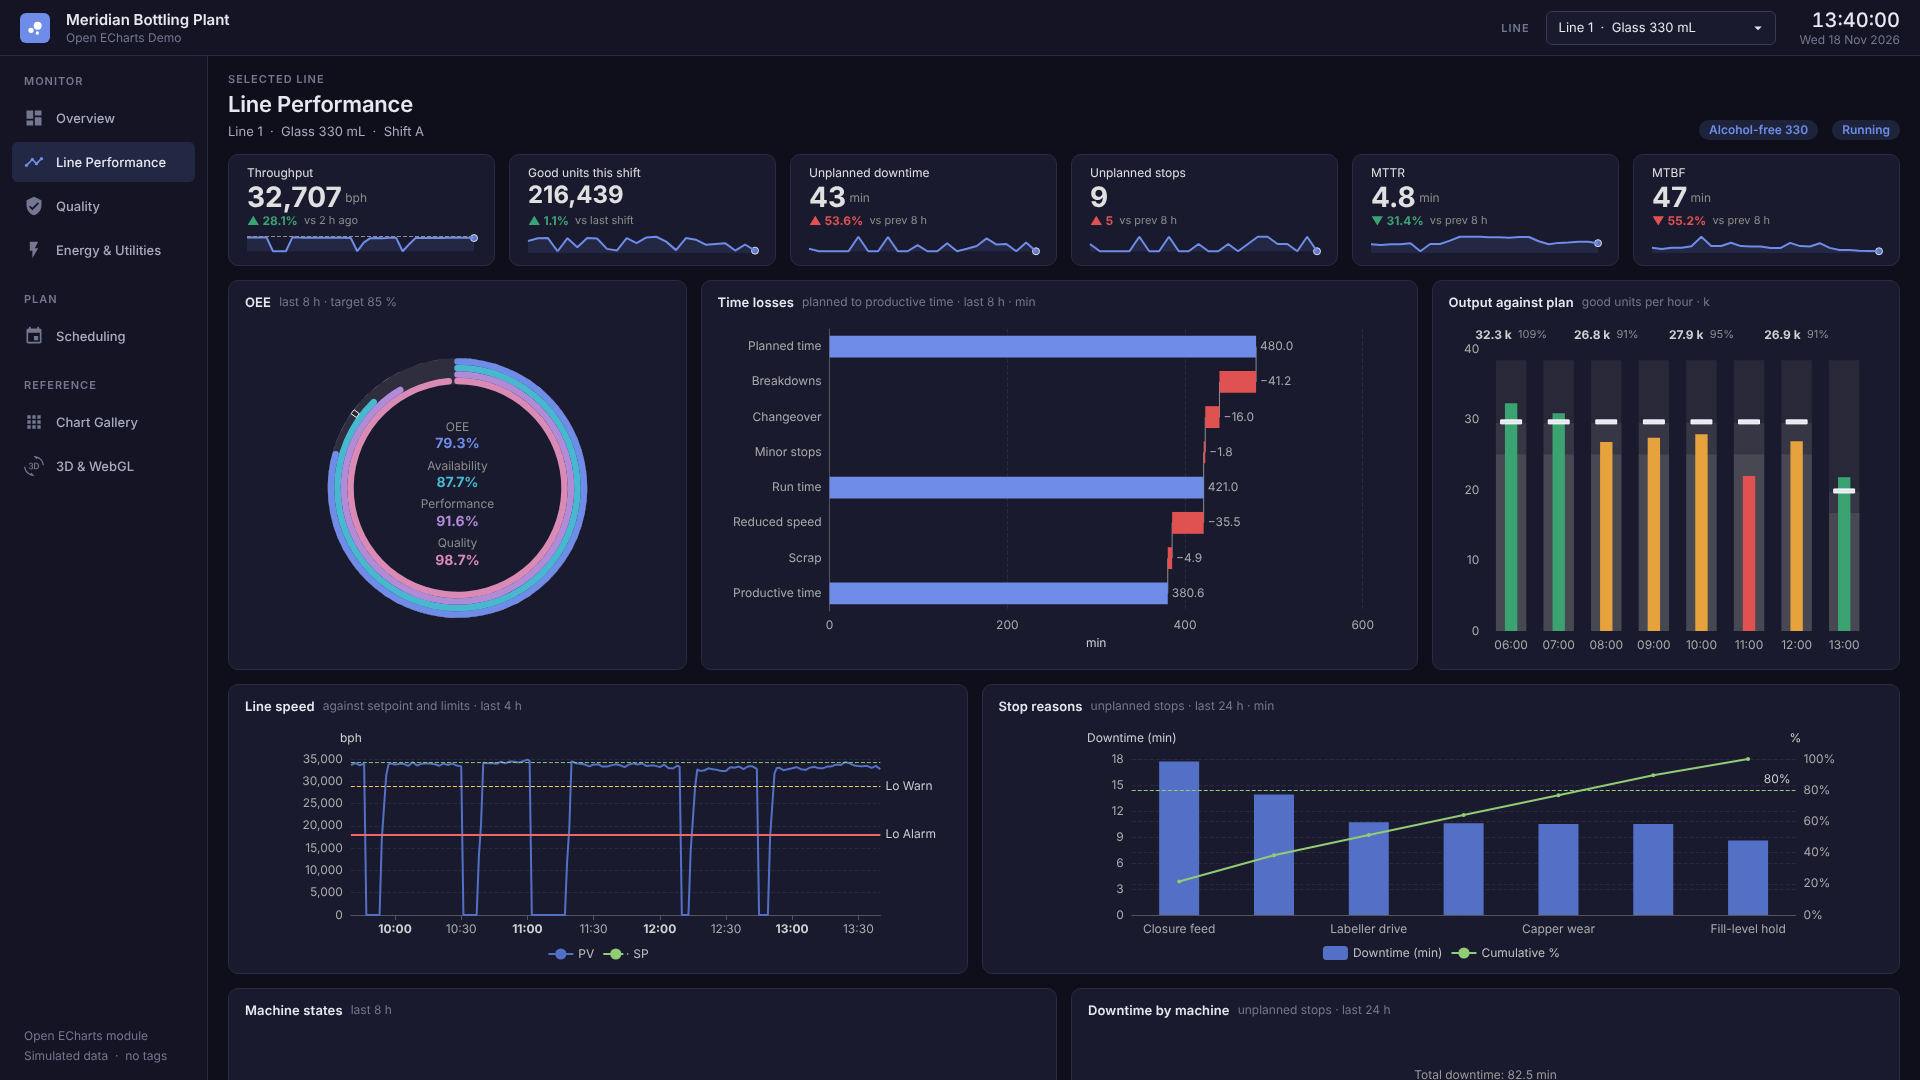 Meridian Bottling Plant
Open ECharts Demo
LINE
Line 1 · Glass 330 mL
13:40:00
Wed 18 Nov 2026
MONITOR
Overview
Line Performance
Quality
Energy & Utilities
PLAN
Scheduling
REFERENCE
Chart Gallery
3D & WebGL
Open ECharts module
Simulated data · no tags
SELECTED LINE
Line Performance
Line 1 · Glass 330 mL · Shift A
Alcohol-free 330
Running
Throughput
32,707 bph
▲ 28.1% vs 2 h ago
Good units this shift
216,439
▲ 1.1% vs last shift
Unplanned downtime
43 min
▲ 53.6% vs prev 8 h
Unplanned stops
9
▲ 5 vs prev 8 h
MTTR
4.8 min
▼ 31.4% vs prev 8 h
MTBF
47 min
▼ 55.2% vs prev 8 h
OEE last 8 h · target 85 %
OEE
79.3%
Availability
87.7%
Performance
91.6%
Quality
98.7%
Time losses planned to productive time · last 8 h · min
Planned time 480.0
Breakdowns −41.2
Changeover −16.0
Minor stops −1.8
Run time 421.0
Reduced speed −35.5
Scrap −4.9
Productive time 380.6
0 200 400 600
min
Output against plan good units per hour · k
32.3 k 109% 26.8 k 91% 27.9 k 95% 26.9 k 91%
40
30
20
10
0
06:00 07:00 08:00 09:00 10:00 11:00 12:00 13:00
Line speed against setpoint and limits · last 4 h
bph
35,000
30,000
Lo Warn
25,000
20,000
Lo Alarm
15,000
10,000
5,000
0
10:00 10:30 11:00 11:30 12:00 12:30 13:00 13:30
PV SP
Stop reasons unplanned stops · last 24 h · min
Downtime (min) %
18 100%
80%
15 80%
12
60%
9
40%
6
20%
3
0 0%
Closure feed Labeller drive Capper wear Fill-level hold
Downtime (min) Cumulative %
Machine states last 8 h
Downtime by machine unplanned stops · last 24 h
Total downtime: 82.5 min